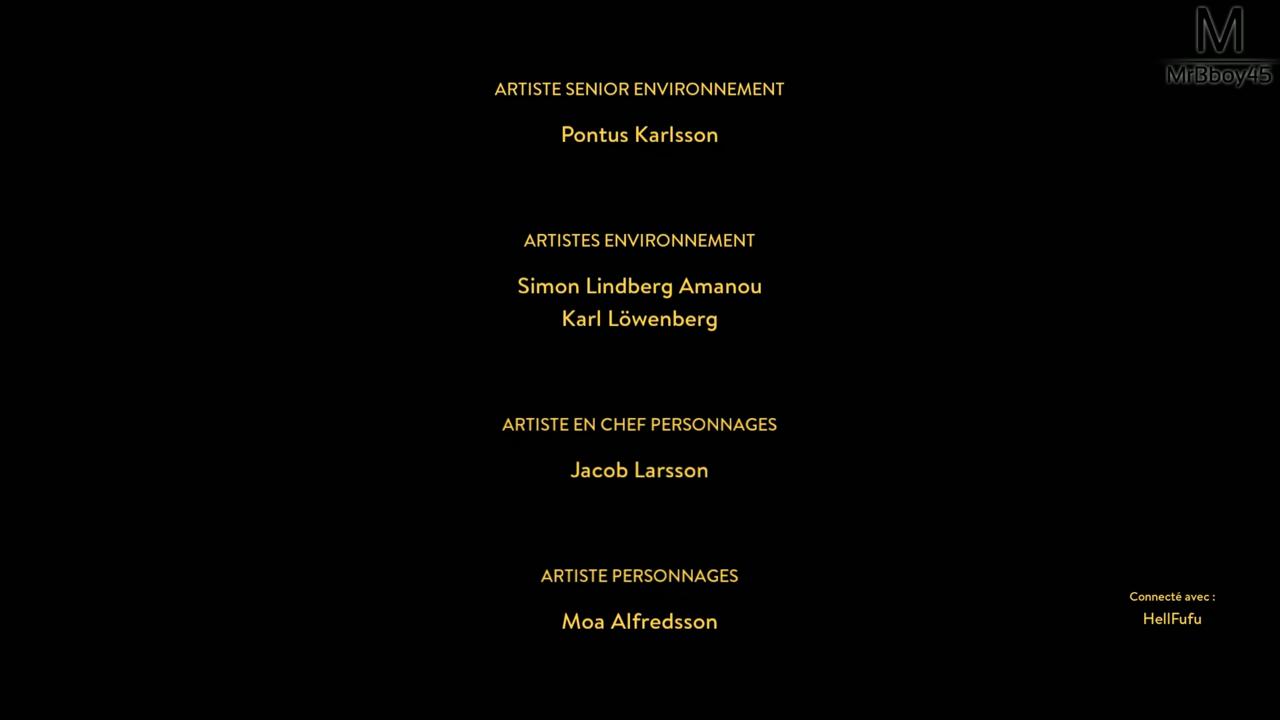 M
MrBboy45
ARTISTE SENIOR ENVIRONNEMENT
Pontus Karlsson
ARTISTES ENVIRONNEMENT
Simon Lindberg Amanou
Karl Löwenberg
ARTISTE EN CHEF PERSONNAGES
Jacob Larsson
ARTISTE PERSONNAGES
Moa Alfredsson
Connecté avec :
HellFufu